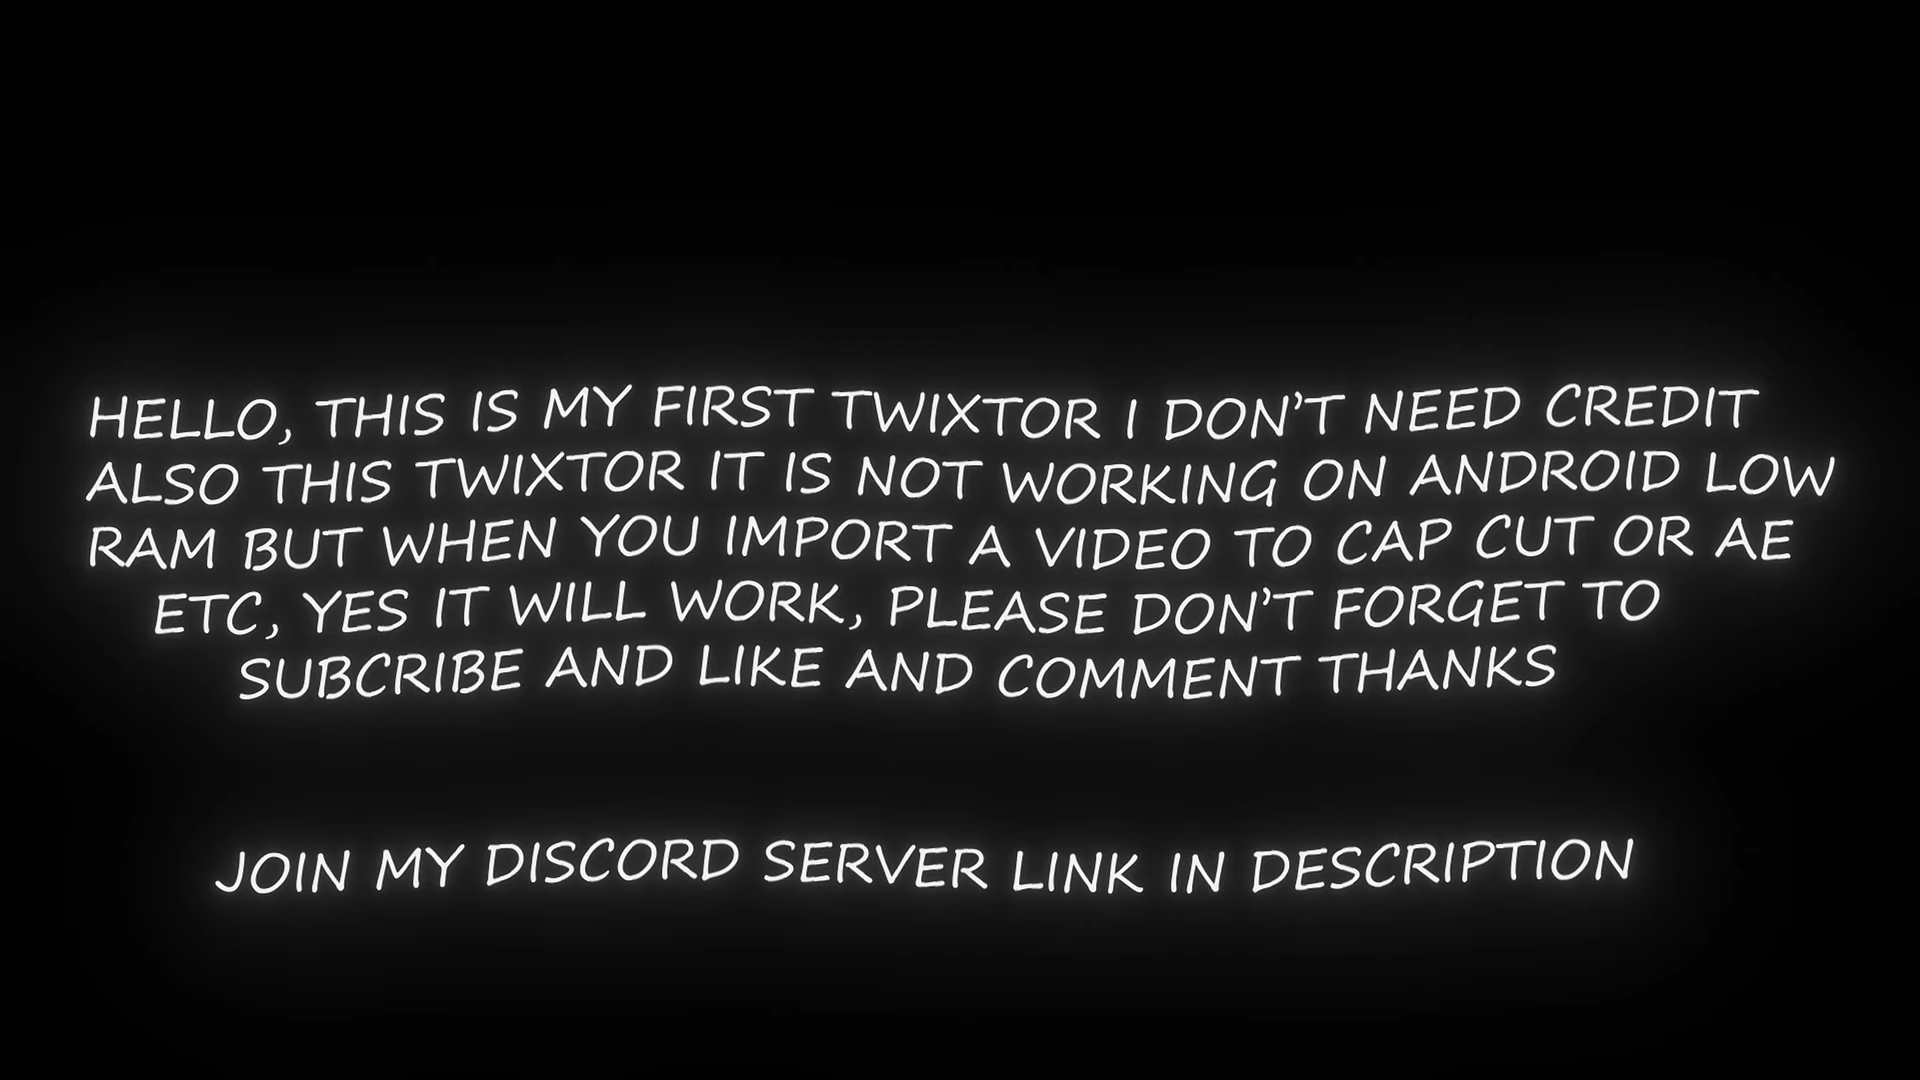 HELLO, THIS IS MY FIRST TWIXTOR I DON'T NEED CREDIT
ALSO THIS TWIXTOR IT IS NOT WORKING ON ANDROID LOW
RAM BUT WHEN YOU IMPORT A VIDEO TO CAP CUT OR AE
ETC, YES IT WILL WORK, PLEASE DON'T FORGET TO
SUBCRIBE AND LIKE AND COMMENT THANKS
JOIN MY DISCORD SERVER LINK IN DESCRIPTION